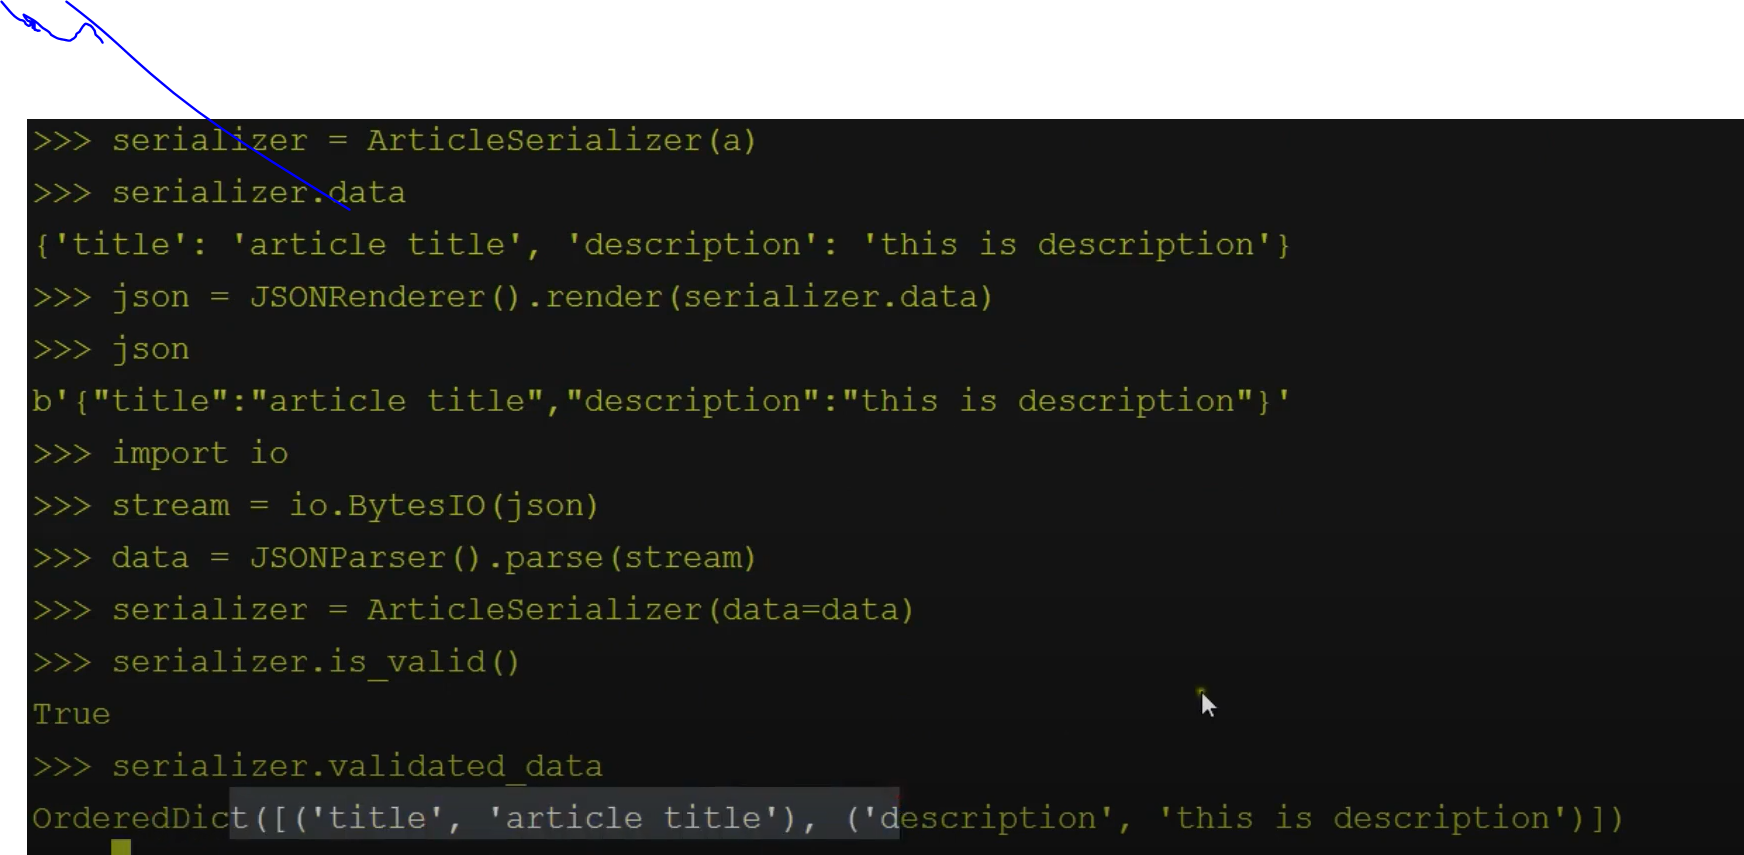 >>> serializer = ArticleSerializer(a)
>>> serializer.data
{'title': 'article title', 'description': 'this is description'}
>>> json = JSONRenderer().render(serializer.data)
>>> json
b'{"title":"article title","description":"this is description"}'
>>> import io
>>> stream = io.BytesIO(json)
>>> data = JSONParser().parse(stream)
>>> serializer = ArticleSerializer(data=data)
>>> serializer.is_valid()
True
>>> serializer.validated_data
OrderedDict([('title', 'article title'), ('description', 'this is description')])